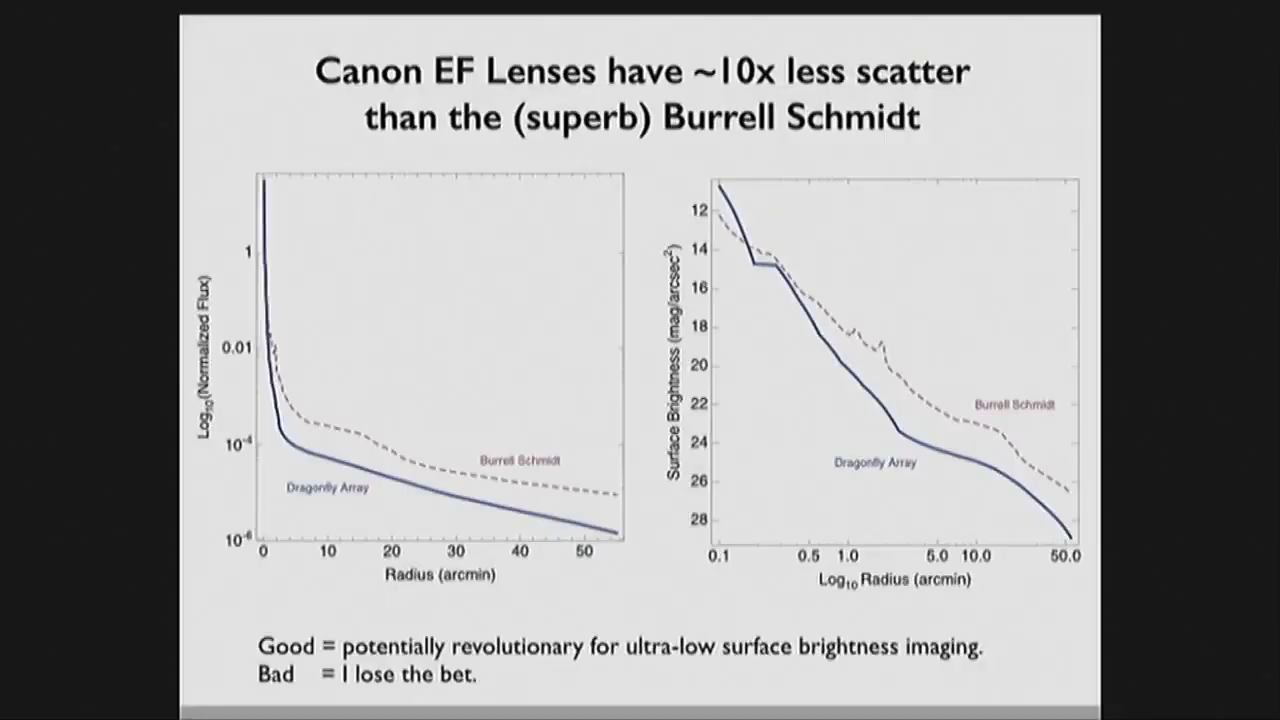 Canon EF Lenses have ~10x less scatter
than the (superb) Burrell Schmidt
Log10(Normalized Flux)
1
0.01
10-4
10-6
Burrell Schmidt
Dragonfly Array
0 10 20 30 40 50
Radius (arcmin)
Surface Brightness (mag/arcsec2)
12
14
16
18
20
22
24
26
28
Burrell Schmidt
Dragonfly Array
0.1 0.5 1.0 5.0 10.0 50.0
Log10 Radius (arcmin)
Good = potentially revolutionary for ultra-low surface brightness imaging.
Bad = I lose the bet.